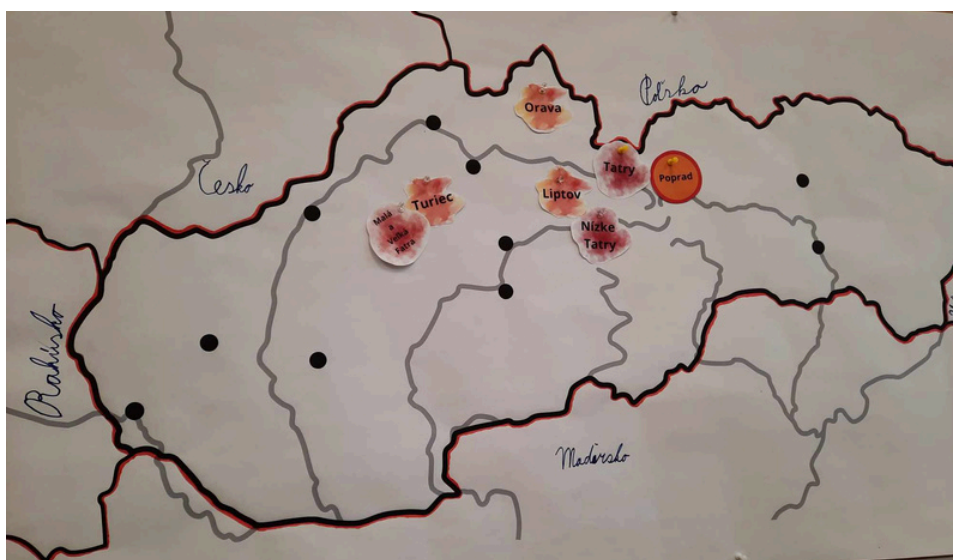 Orava
Poľsko
Česko
Tatry
Poprad
Liptov
Turiec
Malá
a
Veľká
Fatra
Nízke
Tatry
Rakúsko
Maďarsko